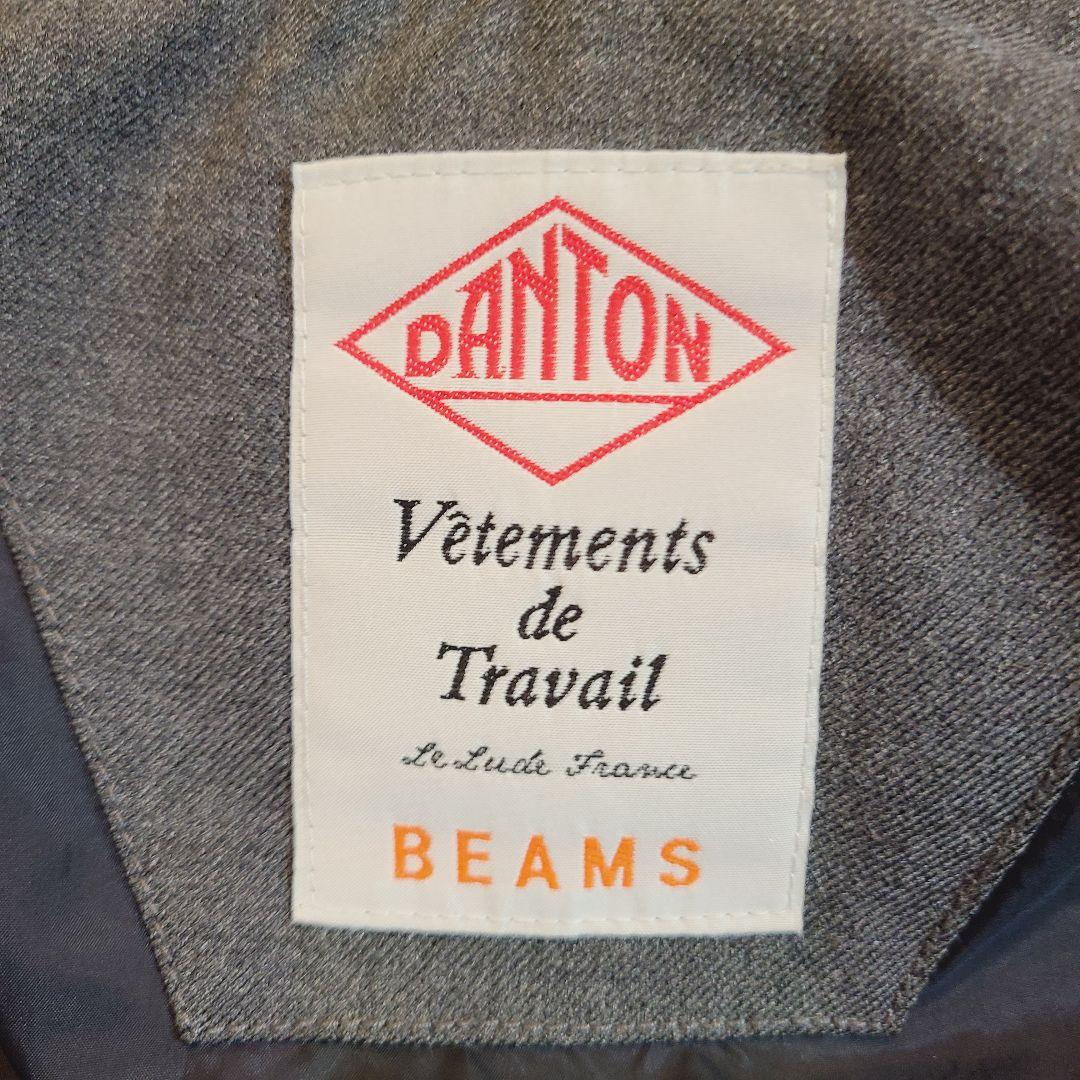 DANTON
Vêtements
de
Travail
Le Lude France
BEAMS